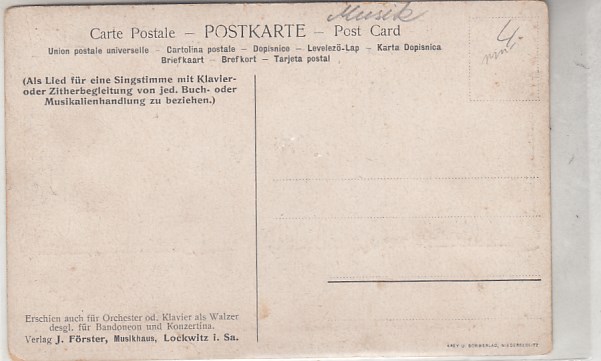 Musik
Carte Postale – POSTKARTE – Post Card
4.-
Union postale universelle – Cartolina postale – Dopisnice – Levelező-Lap – Karta Dopisnica
Briefkaart – Brefkort – Tarjeta postal
(Als Lied für eine Singstimme mit Klavier-
oder Zitherbegleitung von jed. Buch- oder
Musikalienhandlung zu beziehen.)
Erschien auch für Orchester od. Klavier als Walzer
desgl. für Bandoneon und Konzertina.
Verlag J. Förster, Musikhaus, Lockwitz i. Sa.